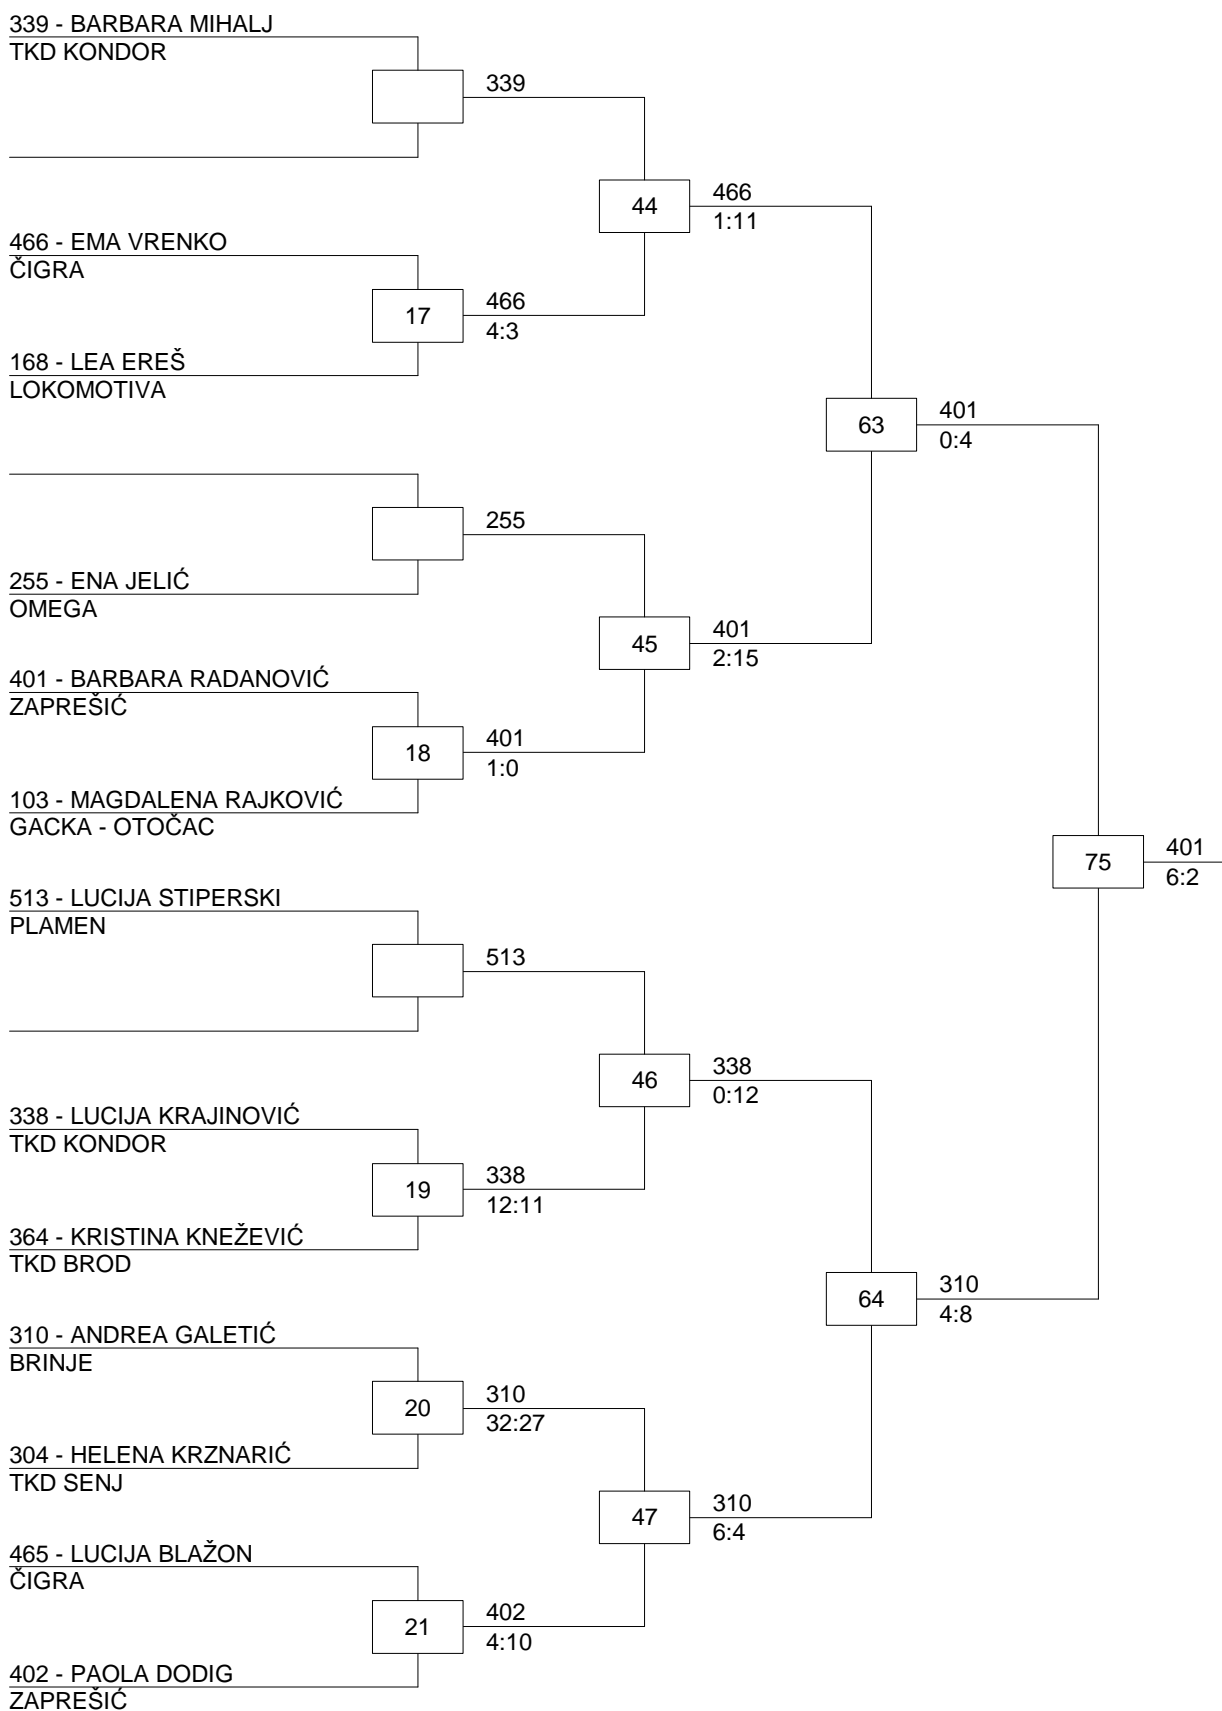 339 - BARBARA MIHALJ
TKD KONDOR
339
44
466
1:11
466 - EMA VRENKO
ČIGRA
17
466
4:3
168 - LEA EREŠ
LOKOMOTIVA
63
401
0:4
255
255 - ENA JELIĆ
OMEGA
45
401
2:15
401 - BARBARA RADANOVIĆ
ZAPREŠIĆ
18
401
1:0
103 - MAGDALENA RAJKOVIĆ
GACKA - OTOČAC
75
401
6:2
513 - LUCIJA STIPERSKI
PLAMEN
513
46
338
0:12
338 - LUCIJA KRAJINOVIĆ
TKD KONDOR
19
338
12:11
364 - KRISTINA KNEŽEVIĆ
TKD BROD
64
310
4:8
310 - ANDREA GALETIĆ
BRINJE
20
310
32:27
304 - HELENA KRZNARIĆ
TKD SENJ
47
310
6:4
465 - LUCIJA BLAŽON
ČIGRA
21
402
4:10
402 - PAOLA DODIG
ZAPREŠIĆ